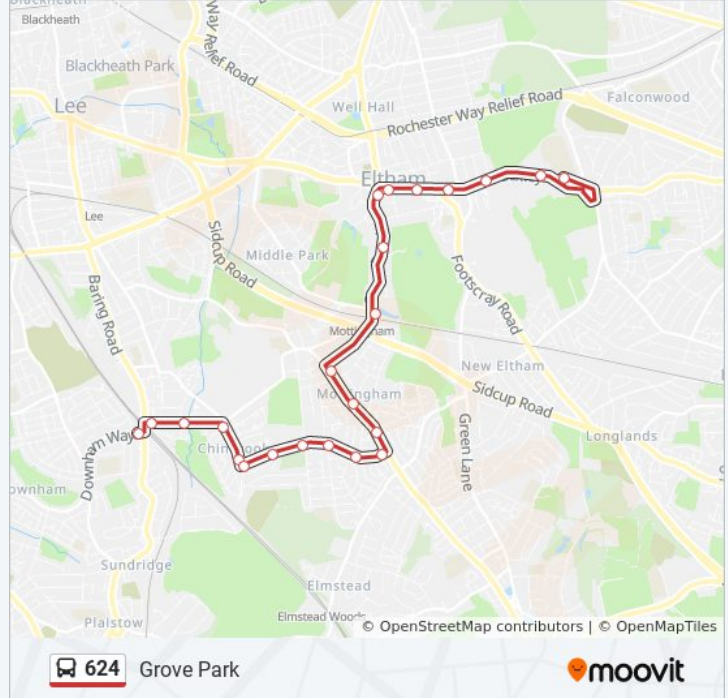 Blackheath
Way Relief Road
Blackheath Park
Lee
Well Hall
Rochester Way Relief Road
Falconwood
Eltham
Lee
Middle Park
Sidcup Road
Footscray Road
Baring Road
Mottingham
New Eltham
Sidcup Road
Mottingham
Longlands
Green Lane
Downham Way
Sundridge
Elmstead
Elmstead Woods
Plaistow
© OpenStreetMap contributors | © OpenMapTiles
624 Grove Park
moovit